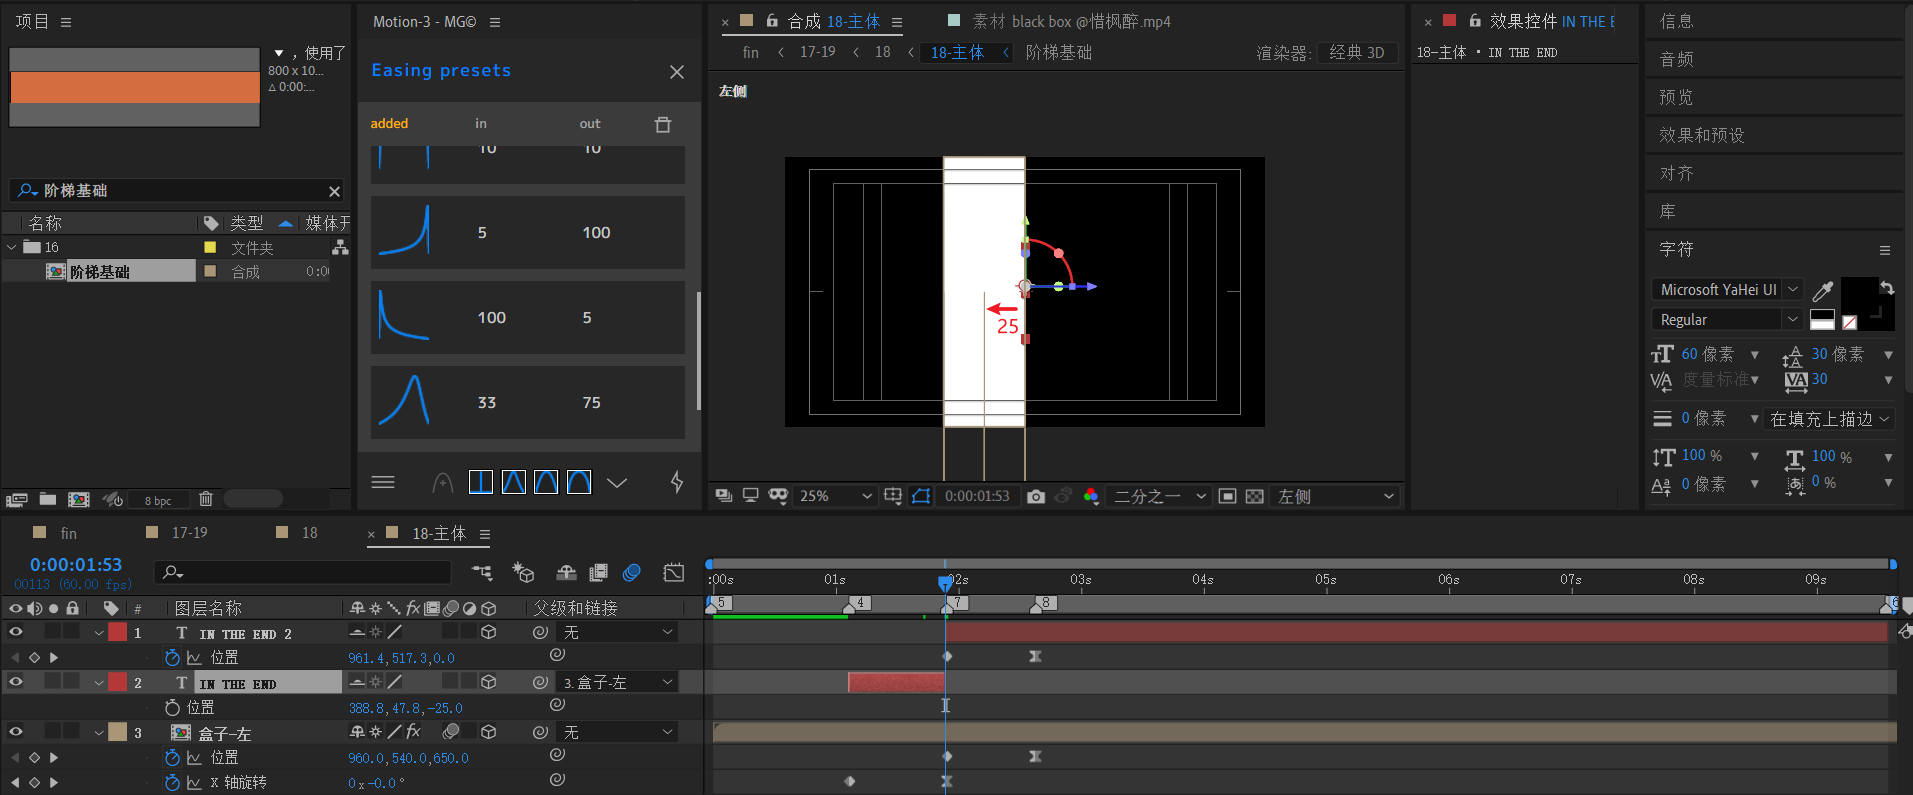 项目
，使用了
800 x 10...
Δ 0:00:...
阶梯基础
名称
类型
媒体开
16
文件夹
阶梯基础
合成
0:00
8 bpc
Motion-3 - MG©
Easing presets
added
in
out
10
10
5
100
100
5
33
75
合成 18-主体
素材 black box @惜枫醉.mp4
fin
17-19
18
18-主体
阶梯基础
渲染器:
经典 3D
左侧
25
25%
0:00:01:53
二分之一
左侧
效果控件 IN THE E
18-主体 · IN THE END
信息
音频
预览
效果和预设
对齐
库
字符
Microsoft YaHei UI
Regular
60 像素
30 像素
度量标准
30
0 像素
在填充上描边
100 %
100 %
0 像素
0 %
fin
17-19
18
18-主体
0:00:01:53
00113 (60.00 fps)
:00s
01s
02s
03s
04s
05s
06s
07s
08s
09s
5
4
7
8
6
#
图层名称
父级和链接
1
T
IN THE END 2
无
位置
961.4,517.3,0.0
2
T
IN THE END
3. 盒子-左
位置
388.8,47.8,-25.0
3
盒子-左
无
位置
960.0,540.0,650.0
X 轴旋转
0x-0.0°